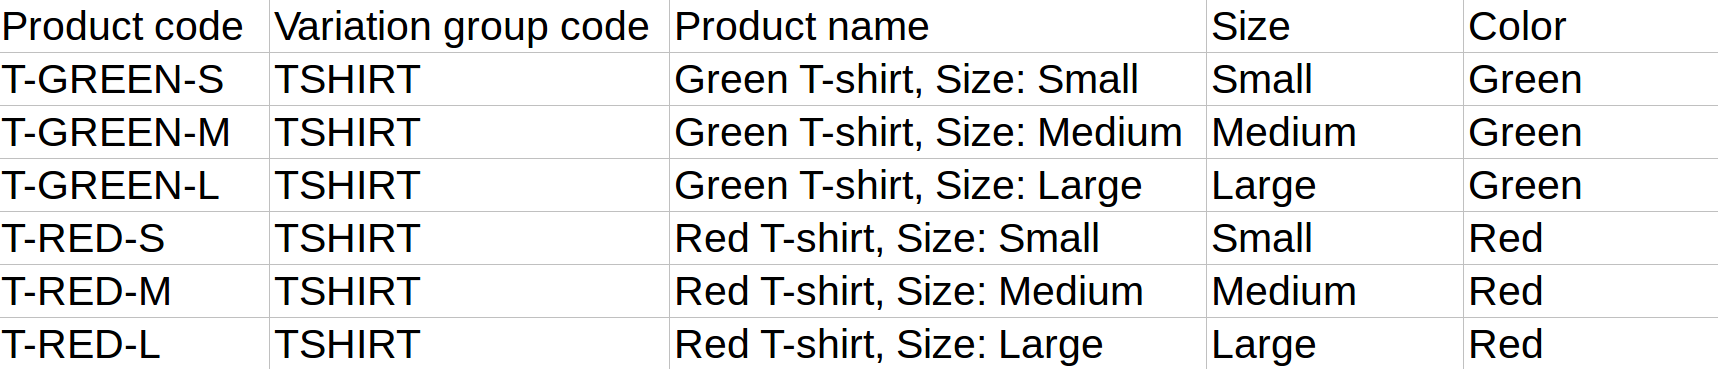 Product code Variation group code Product name Size Color
T-GREEN-S TSHIRT Green T-shirt, Size: Small Small Green
T-GREEN-M TSHIRT Green T-shirt, Size: Medium Medium Green
T-GREEN-L TSHIRT Green T-shirt, Size: Large Large Green
T-RED-S TSHIRT Red T-shirt, Size: Small Small Red
T-RED-M TSHIRT Red T-shirt, Size: Medium Medium Red
T-RED-L TSHIRT Red T-shirt, Size: Large Large Red